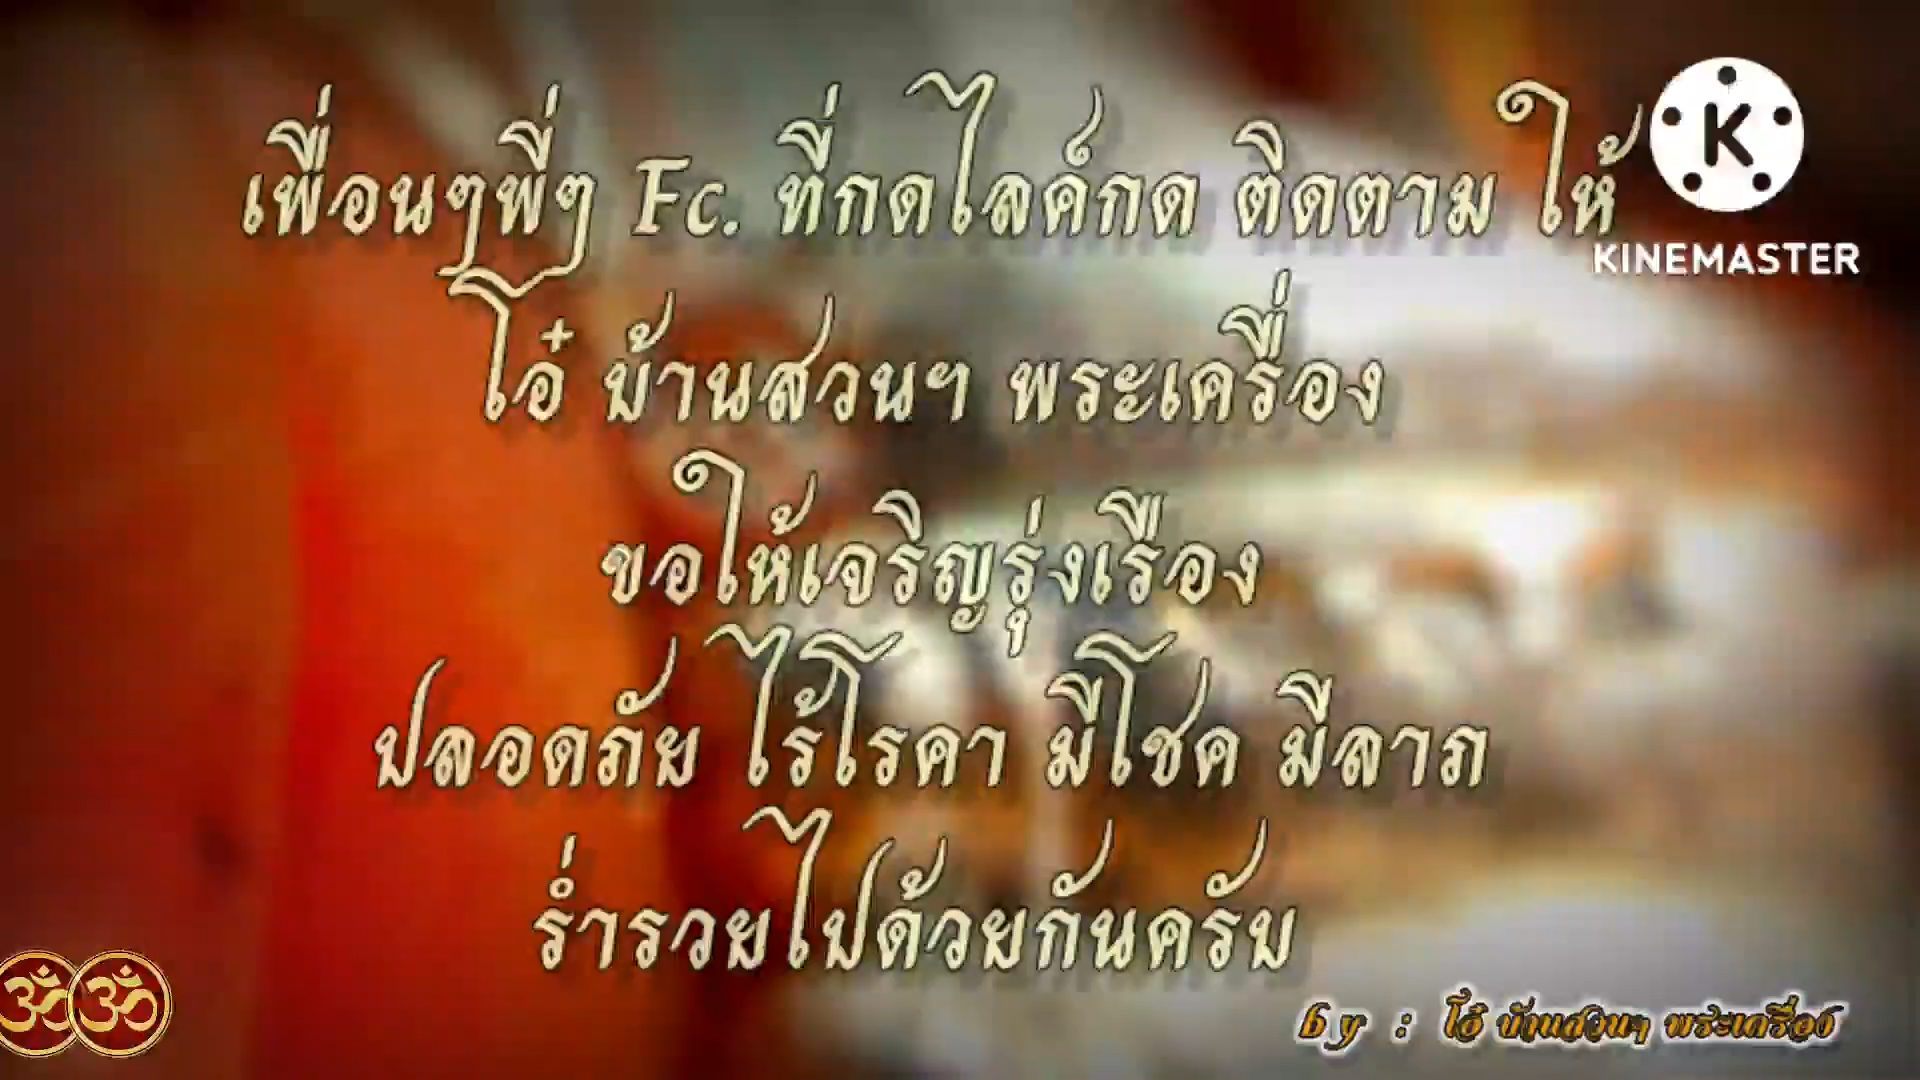 เพื่อนๆพี่ๆ Fc. ที่กดไลค์กด ติดตาม ให้
โอ๋ บ้านสวนฯ พระเครื่อง
ขอให้เจริญรุ่งเรือง
ปลอดภัย ไร้โรคา มีโชค มีลาภ
ร่ำรวยไปด้วยกันครับ
K
KINEMASTER
ॐ ॐ
by : โอ๋ บ้านสวนฯ พระเครื่อง